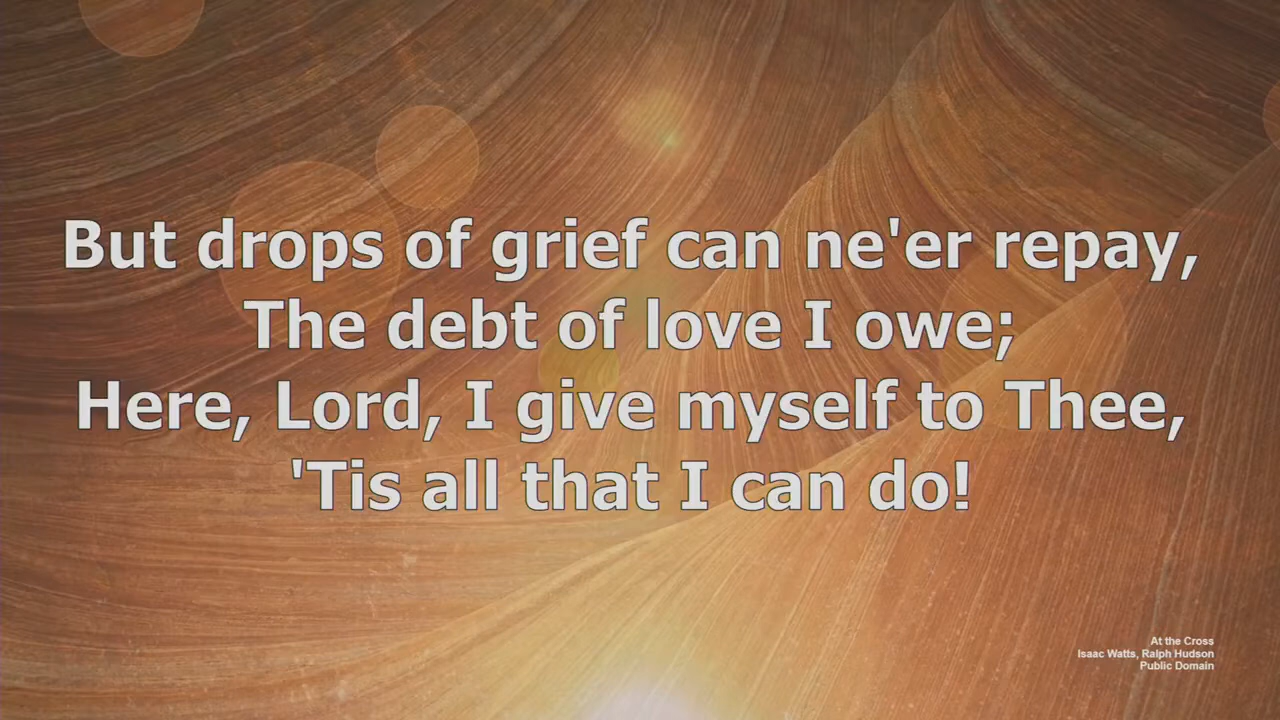 But drops of grief can ne'er repay,
The debt of love I owe;
Here, Lord, I give myself to Thee,
'Tis all that I can do!
At the Cross
Isaac Watts, Ralph Hudson
Public Domain